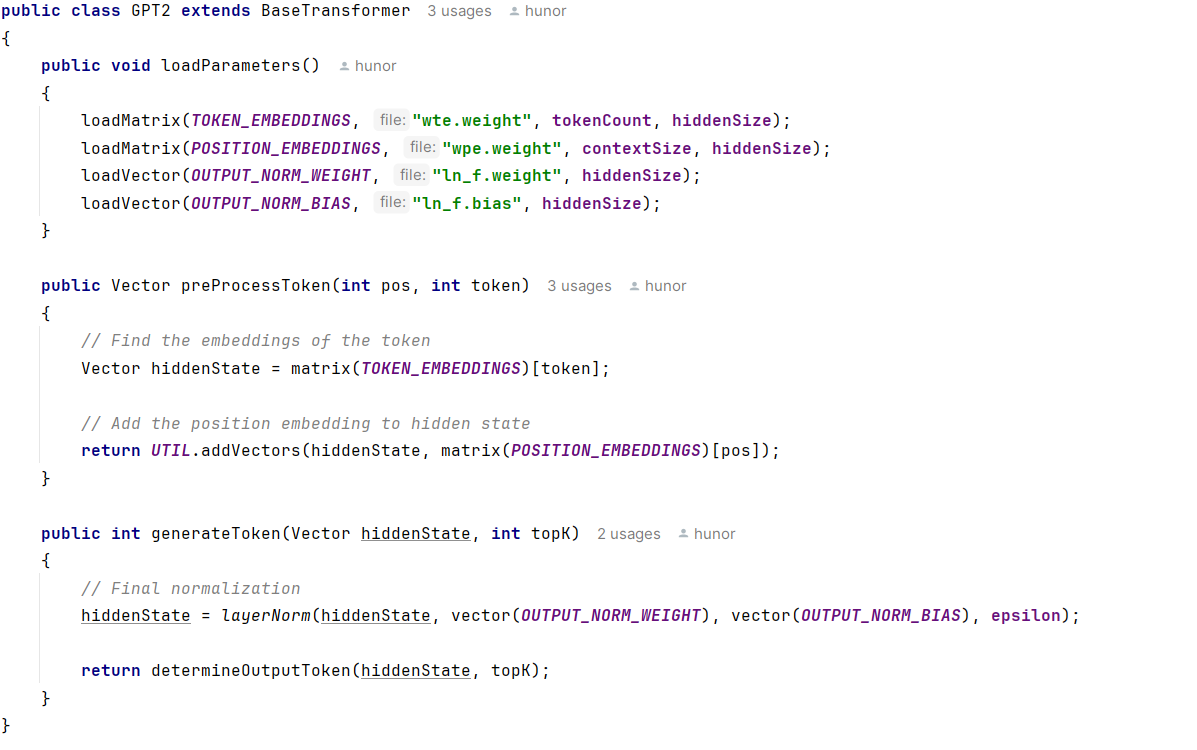 public class GPT2 extends BaseTransformer 3 usages hunor
{
    public void loadParameters() hunor
    {
        loadMatrix(TOKEN_EMBEDDINGS, file: "wte.weight", tokenCount, hiddenSize);
        loadMatrix(POSITION_EMBEDDINGS, file: "wpe.weight", contextSize, hiddenSize);
        loadVector(OUTPUT_NORM_WEIGHT, file: "ln_f.weight", hiddenSize);
        loadVector(OUTPUT_NORM_BIAS, file: "ln_f.bias", hiddenSize);
    }

    public Vector preProcessToken(int pos, int token) 3 usages hunor
    {
        // Find the embeddings of the token
        Vector hiddenState = matrix(TOKEN_EMBEDDINGS)[token];

        // Add the position embedding to hidden state
        return UTIL.addVectors(hiddenState, matrix(POSITION_EMBEDDINGS)[pos]);
    }

    public int generateToken(Vector hiddenState, int topK) 2 usages hunor
    {
        // Final normalization
        hiddenState = layerNorm(hiddenState, vector(OUTPUT_NORM_WEIGHT), vector(OUTPUT_NORM_BIAS), epsilon);

        return determineOutputToken(hiddenState, topK);
    }
}